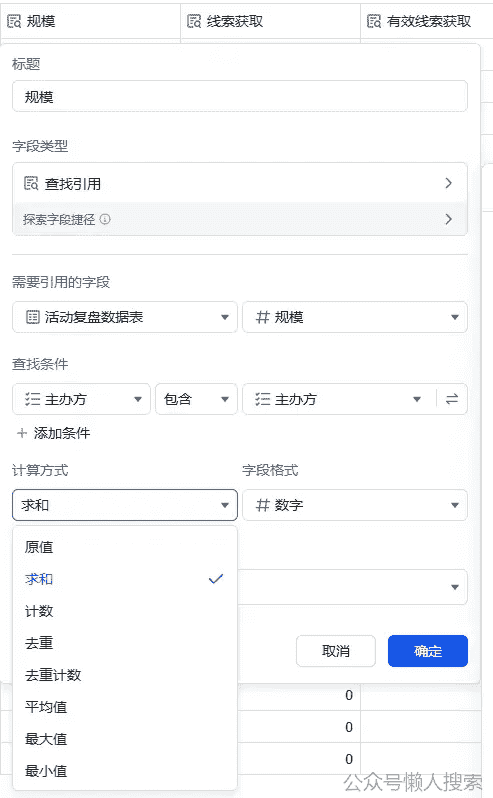 规模 线索获取 有效线索获取
标题
规模
字段类型
查找引用
探索字段捷径
需要引用的字段
活动复盘数据表 # 规模
查找条件
主办方 包含 主办方
+ 添加条件
计算方式 字段格式
求和 # 数字
原值
求和
计数
去重
去重计数
取消 确定
平均值
0
最大值
0
最小值
0
公众号懒人搜索